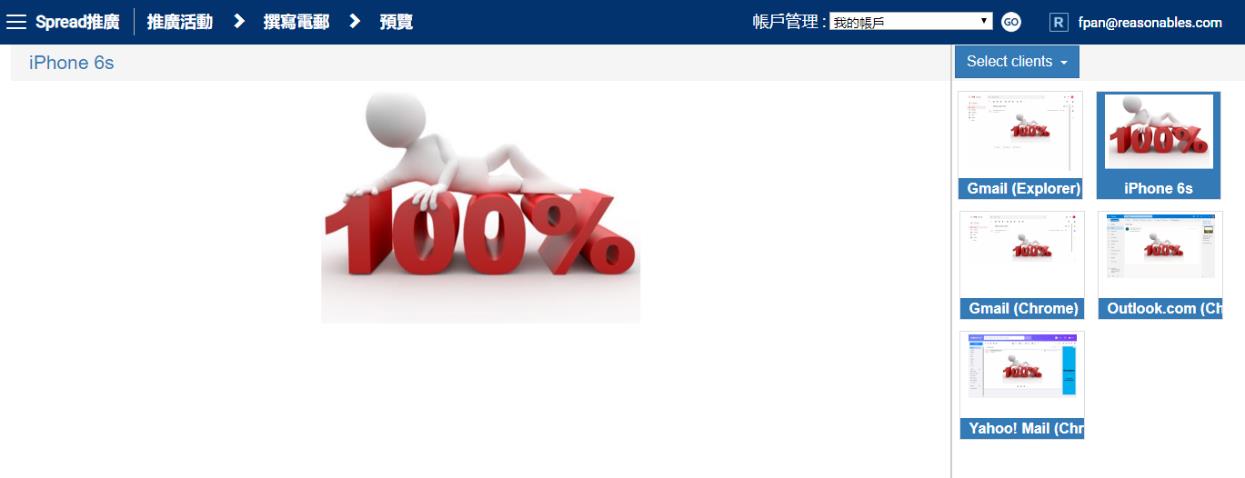 Spread推廣 推廣活動 撰寫電郵 預覽 帳戶管理 : 我的帳戶 GO R fpan@reasonables.com
iPhone 6s
100%
Select clients
Gmail (Explorer)
iPhone 6s
Gmail (Chrome)
Outlook.com (Ch
Yahoo! Mail (Chr